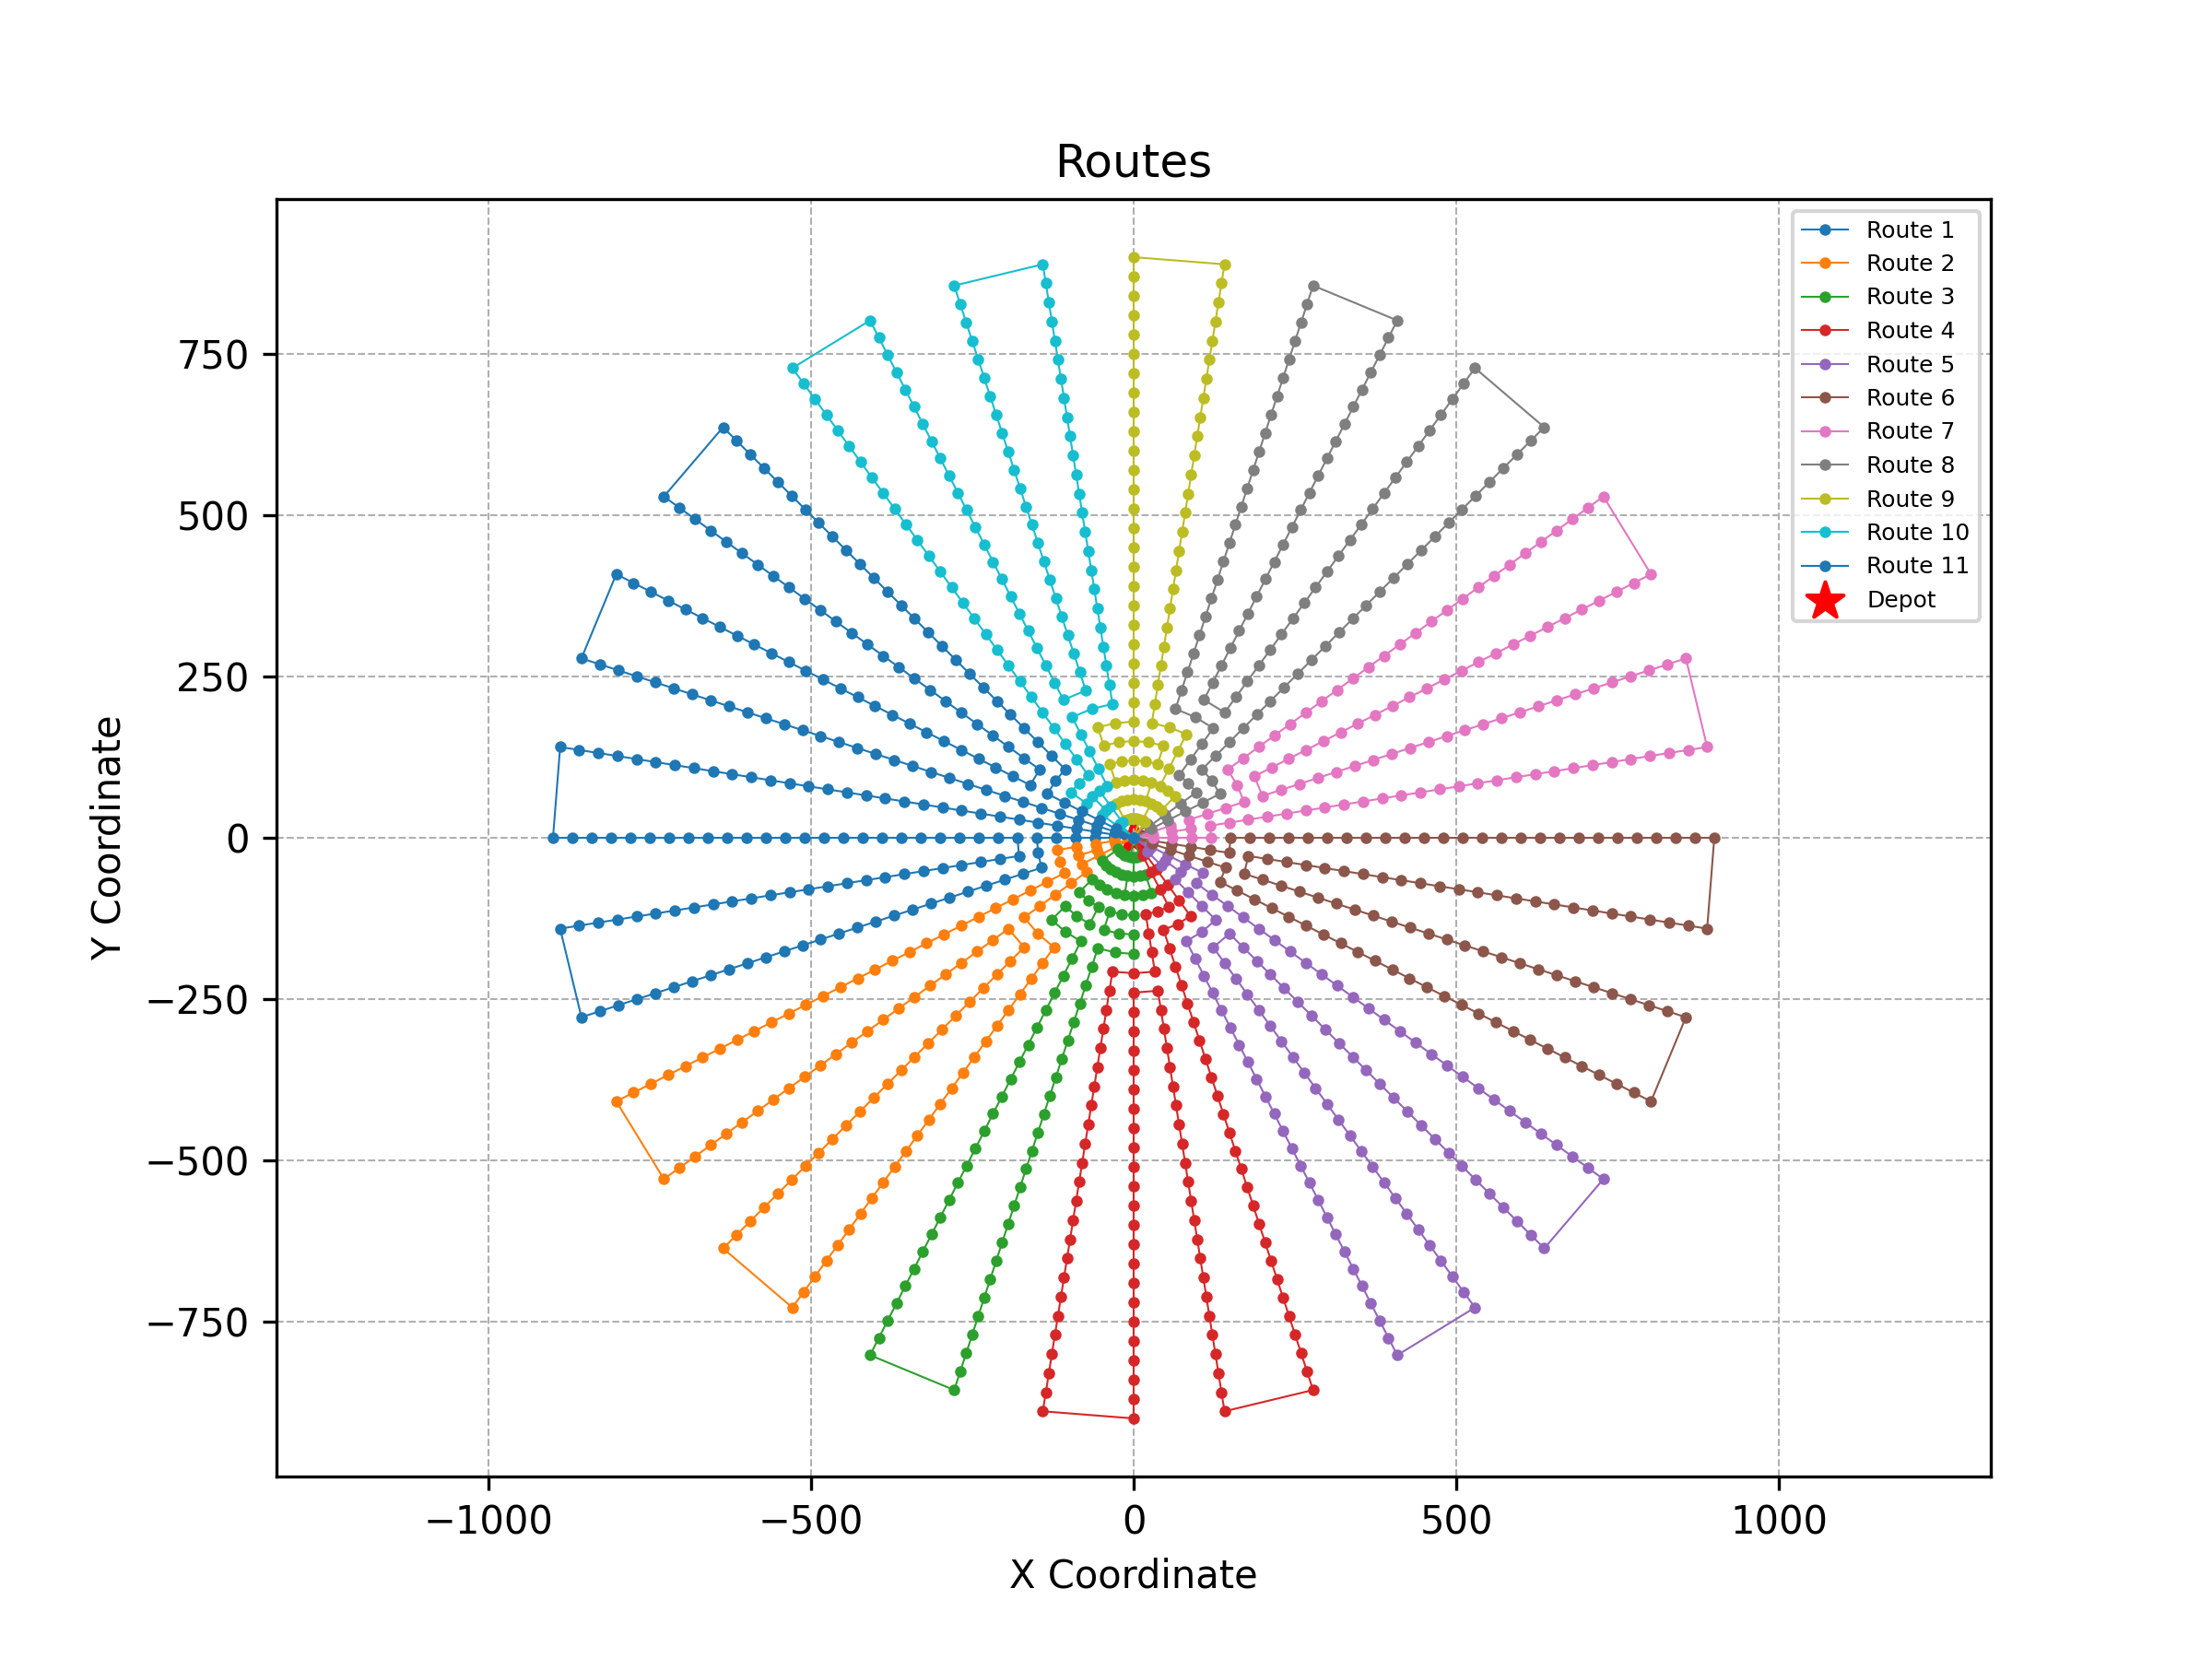 Routes
Route 1
Route 2
Route 3
Route 4
Route 5
Route 6
Route 7
Route 8
Route 9
Route 10
Route 11
Depot
750
500
250
0
−250
−500
−750
Y Coordinate
−1000 −500 0 500 1000
X Coordinate